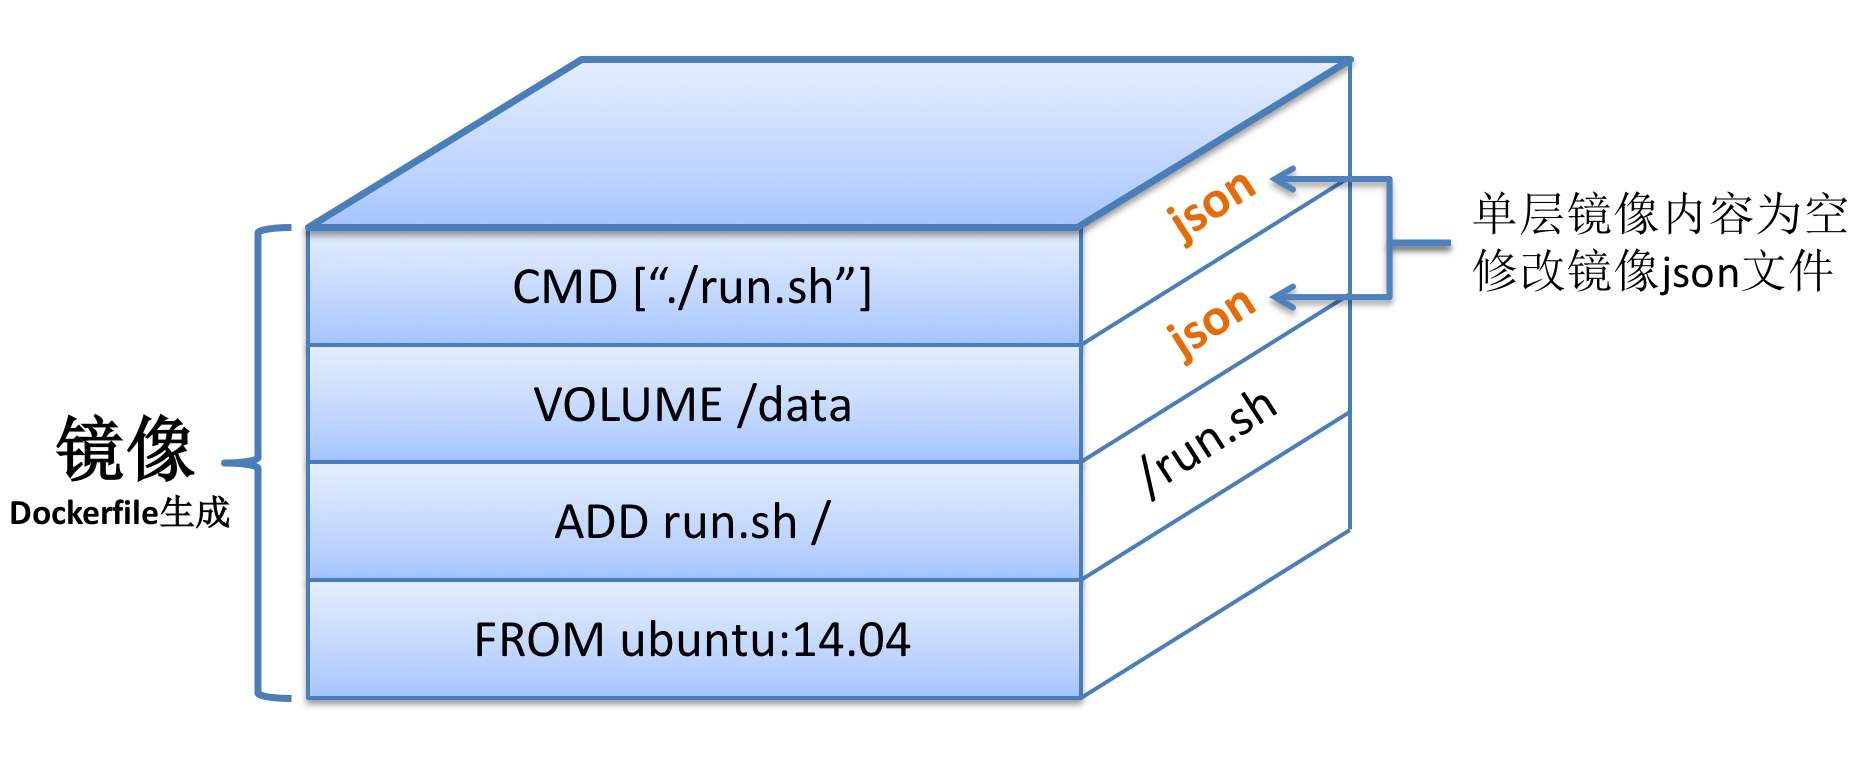 镜像
Dockerfile生成
CMD [“./run.sh”]
VOLUME /data
ADD run.sh /
FROM ubuntu:14.04
json
json
/run.sh
单层镜像内容为空
修改镜像json文件